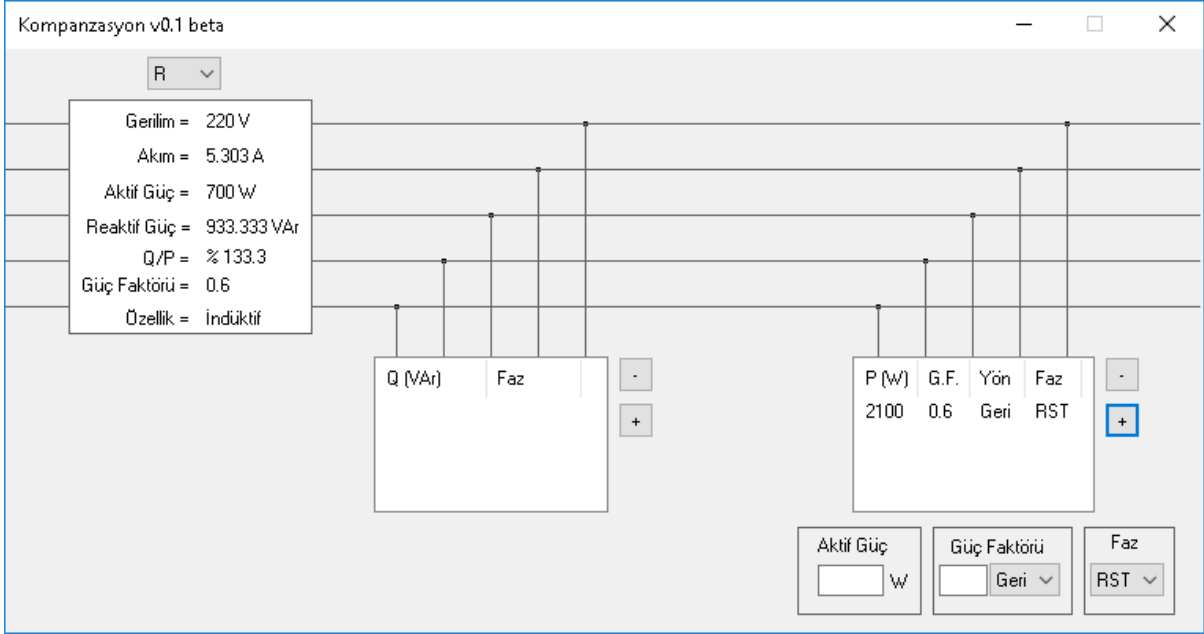 Kompanzasyon v0.1 beta
R
Gerilim = 220 V
Akım = 5.303 A
Aktif Güç = 700 W
Reaktif Güç = 933.333 VAr
Q/P = % 133.3
Güç Faktörü = 0.6
Özellik = İndüktif
Q (VAr) Faz
-
+
P (W) G.F. Yön Faz
2100 0.6 Geri RST
-
+
Aktif Güç
W
Güç Faktörü
Geri
Faz
RST